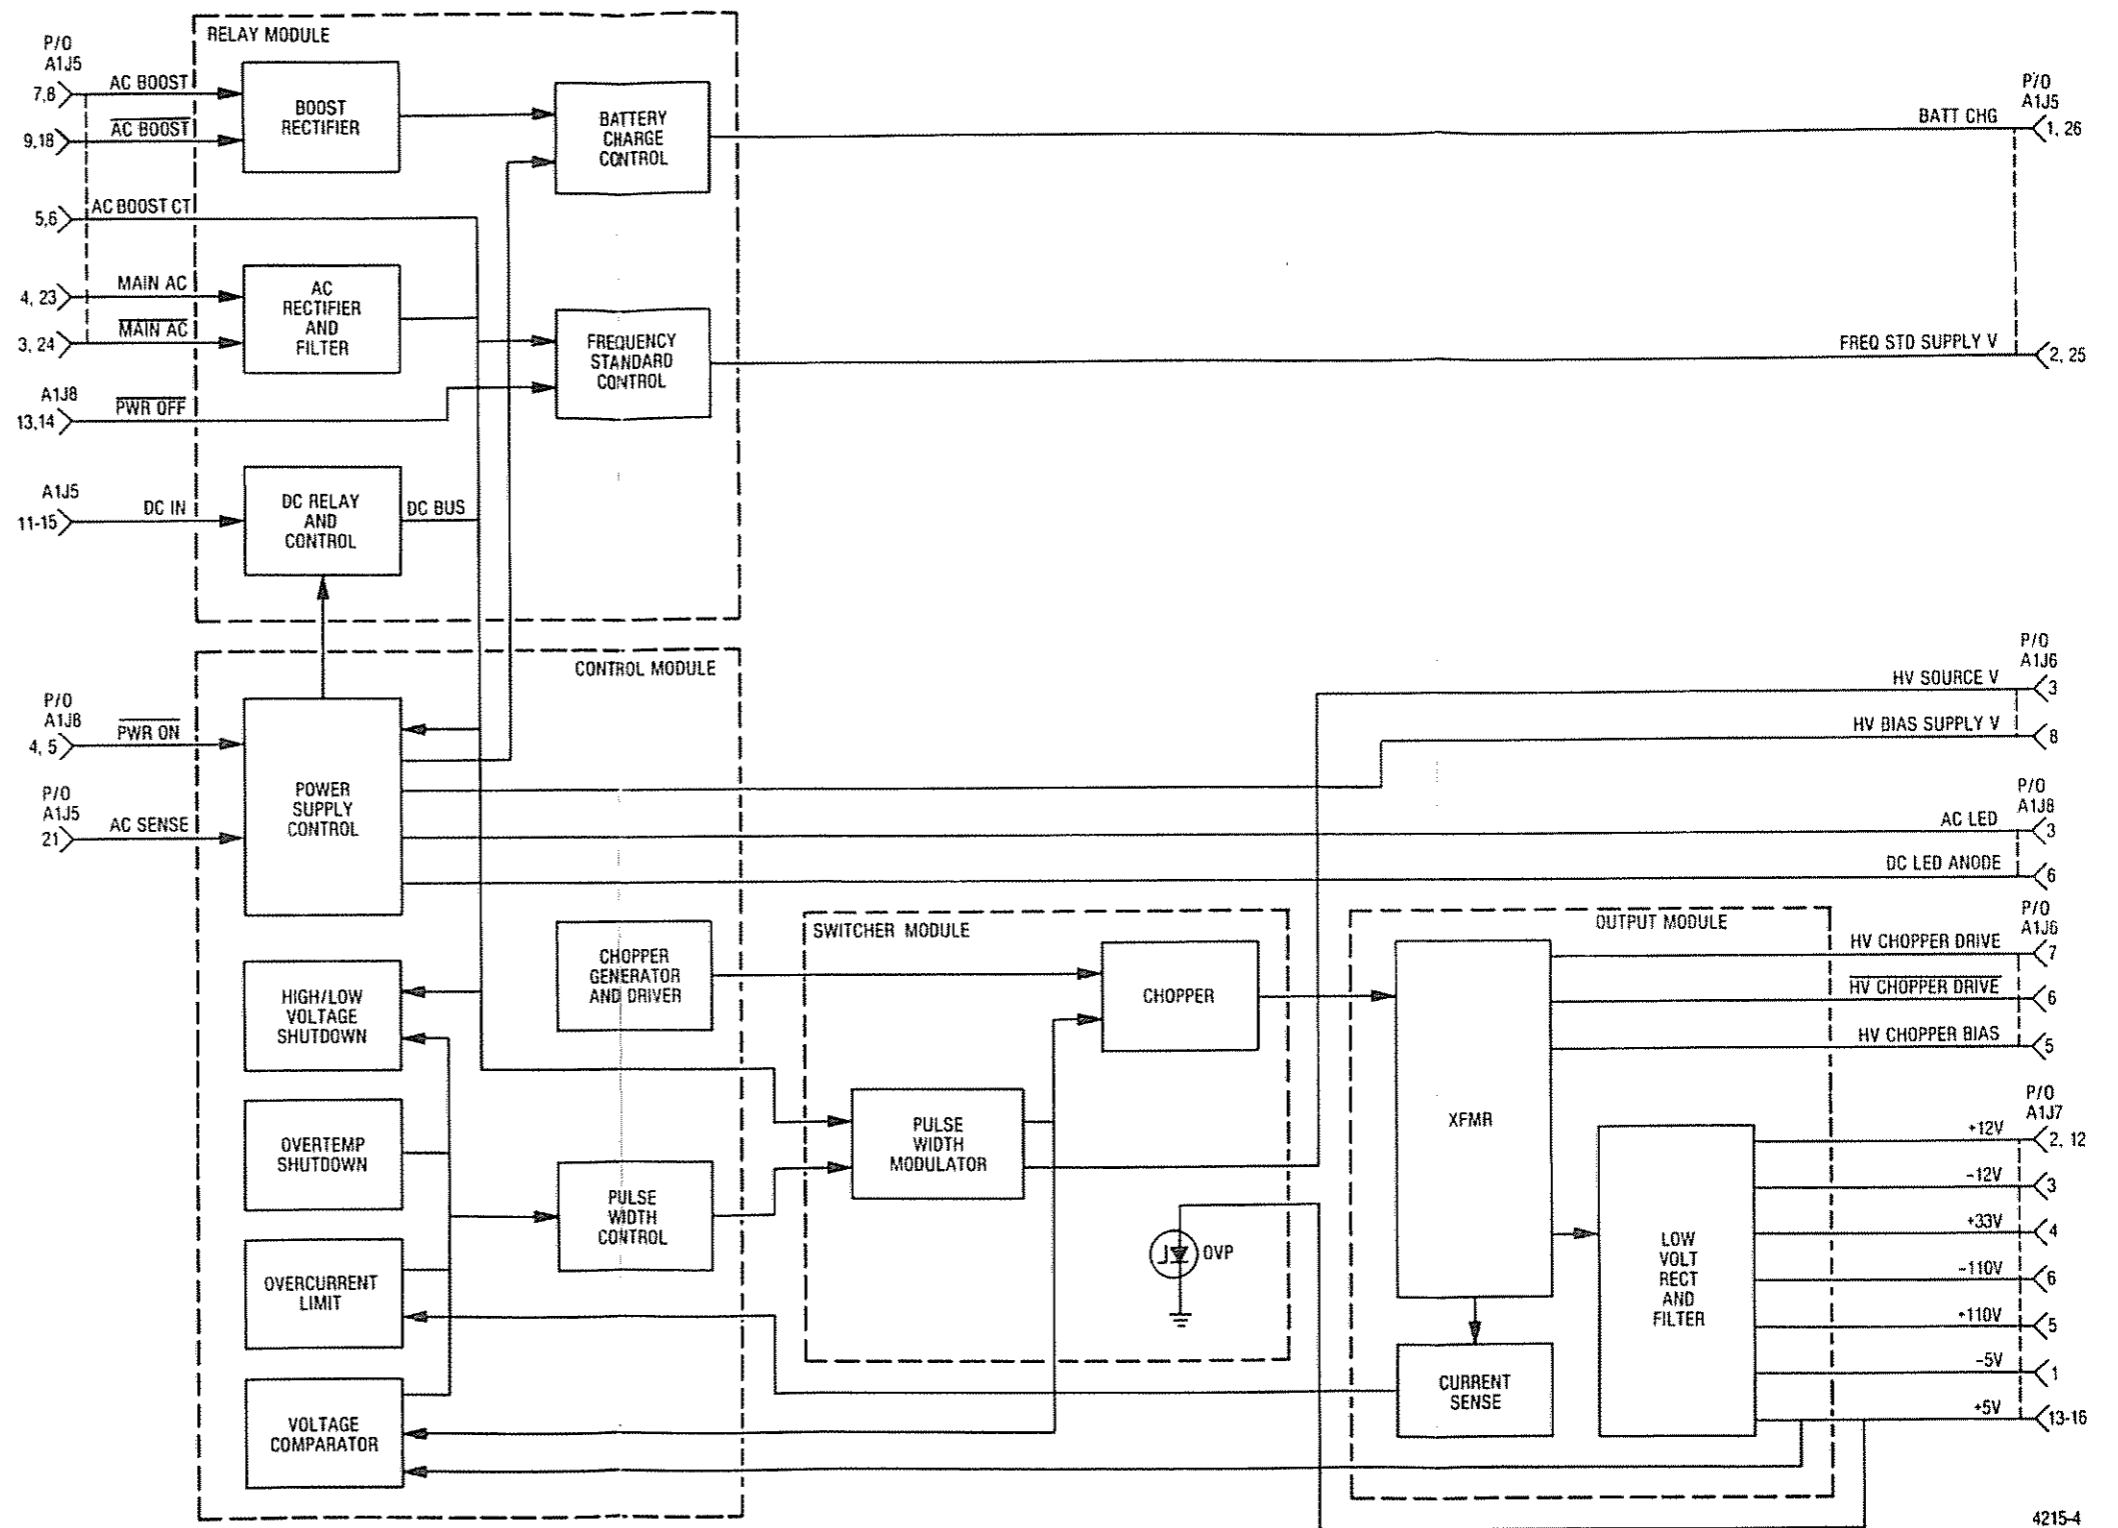 RELAY MODULE
P/O
A1J5
7,8
AC BOOST
9,18
AC BOOST
BOOST
RECTIFIER
BATTERY
CHARGE
CONTROL
BATT CHG
P/O
A1J5
1, 26
5,6
AC BOOST CT
4, 23
MAIN AC
3, 24
MAIN AC
AC
RECTIFIER
AND
FILTER
FREQUENCY
STANDARD
CONTROL
FREQ STD SUPPLY V
2, 25
A1J8
13,14
PWR OFF
A1J5
11-15
DC IN
DC RELAY
AND
CONTROL
DC BUS
CONTROL MODULE
P/O
A1J8
4, 5
PWR ON
P/O
A1J5
21
AC SENSE
POWER
SUPPLY
CONTROL
P/O
A1J6
HV SOURCE V
3
HV BIAS SUPPLY V
8
P/O
A1J8
AC LED
3
DC LED ANODE
6
HIGH/LOW
VOLTAGE
SHUTDOWN
CHOPPER
GENERATOR
AND DRIVER
SWITCHER MODULE
CHOPPER
OUTPUT MODULE
P/O
A1J6
HV CHOPPER DRIVE
7
HV CHOPPER DRIVE
6
HV CHOPPER BIAS
5
OVERTEMP
SHUTDOWN
PULSE
WIDTH
CONTROL
PULSE
WIDTH
MODULATOR
XFMR
OVP
OVERCURRENT
LIMIT
VOLTAGE
COMPARATOR
CURRENT
SENSE
LOW
VOLT
RECT
AND
FILTER
P/O
A1J7
+12V
2, 12
-12V
3
+33V
4
-110V
6
+110V
5
-5V
1
+5V
13-16
4215-4